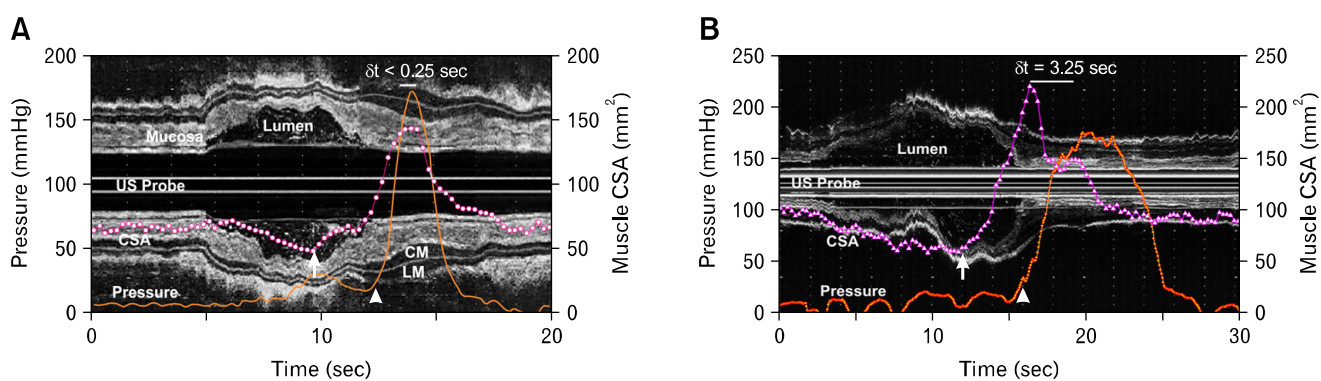 A
200
150
100
50
0
Pressure (mmHg)
200
150
100
50
0
Muscle CSA (mm²)
δt < 0.25 sec
Lumen
Mucosa
US Probe
CSA
CM
LM
Pressure
0
10
20
Time (sec)
B
250
200
150
100
50
0
Pressure (mmHg)
250
200
150
100
50
0
Muscle CSA (mm²)
δt = 3.25 sec
Lumen
US Probe
CSA
Pressure
0
10
20
30
Time (sec)